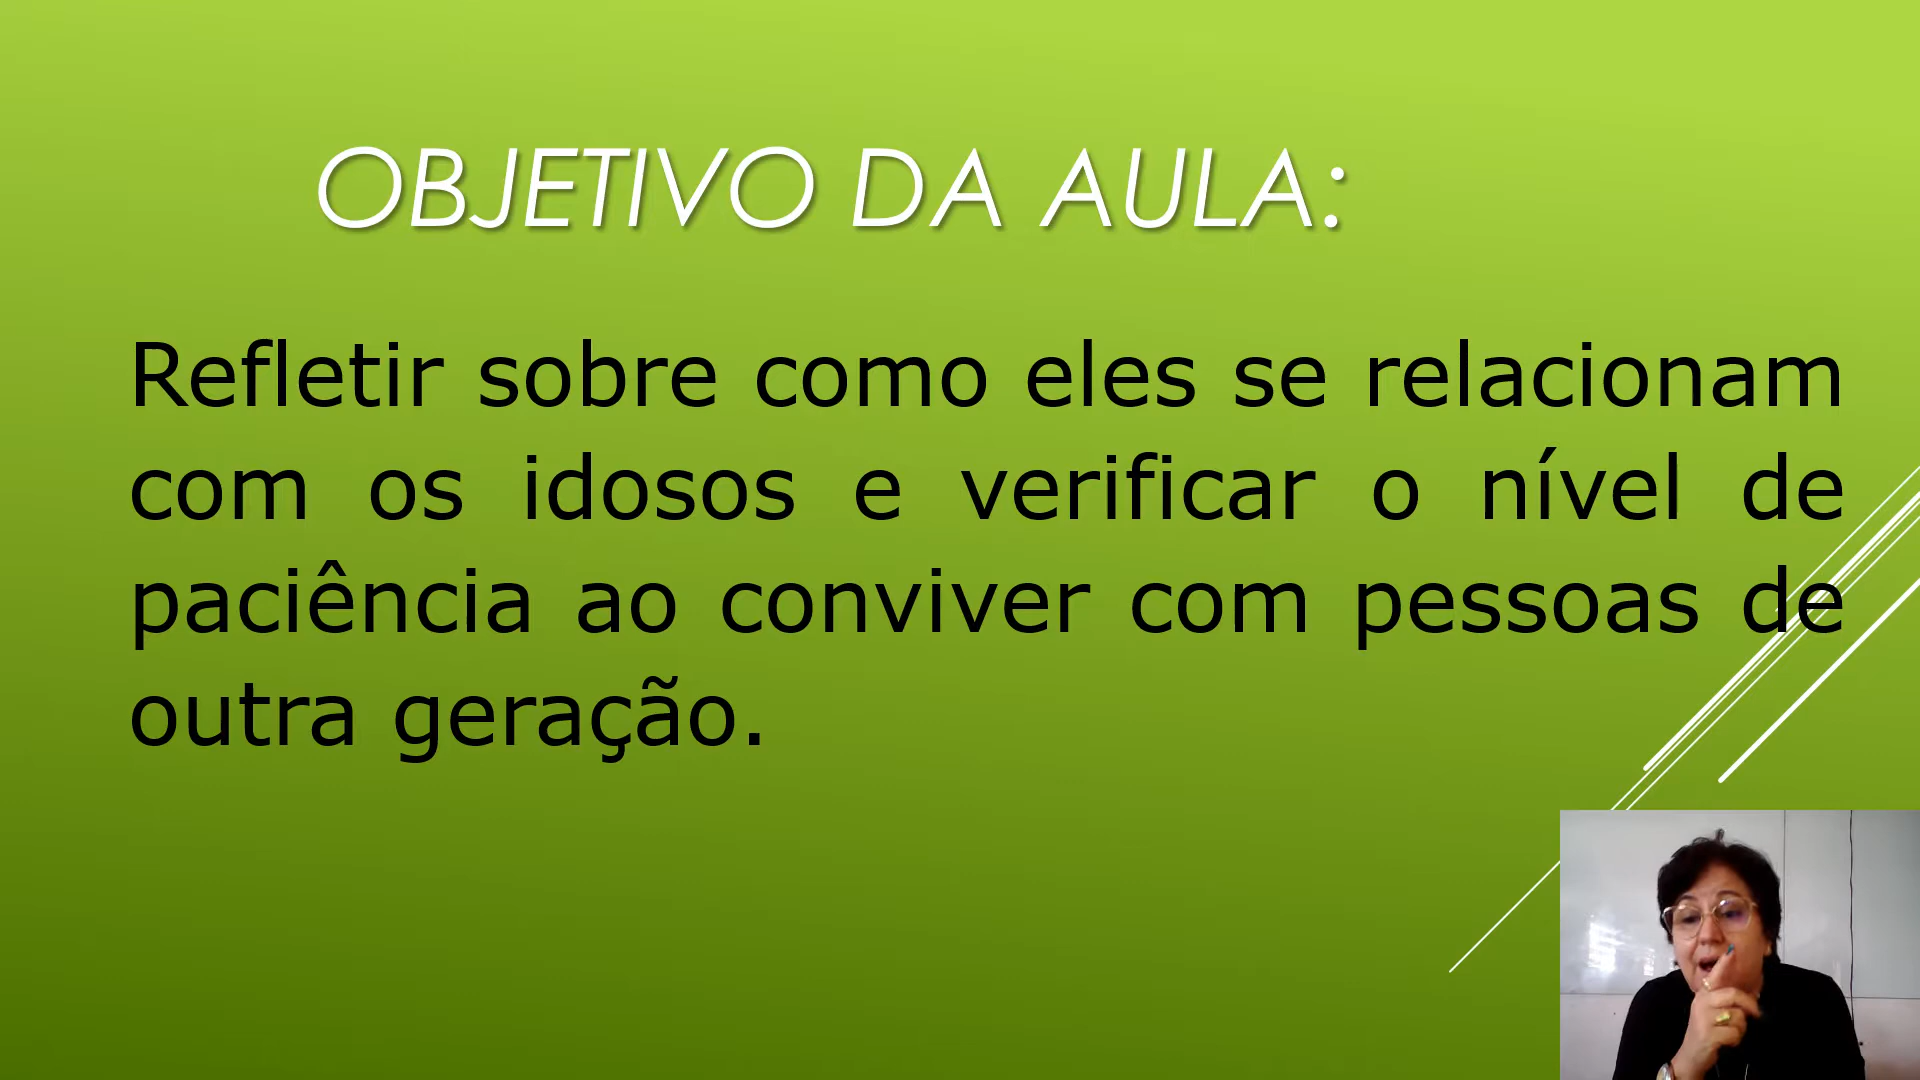 OBJETIVO DA AULA:
Refletir sobre como eles se relacionam
com os idosos e verificar o nível de
paciência ao conviver com pessoas de
outra geração.